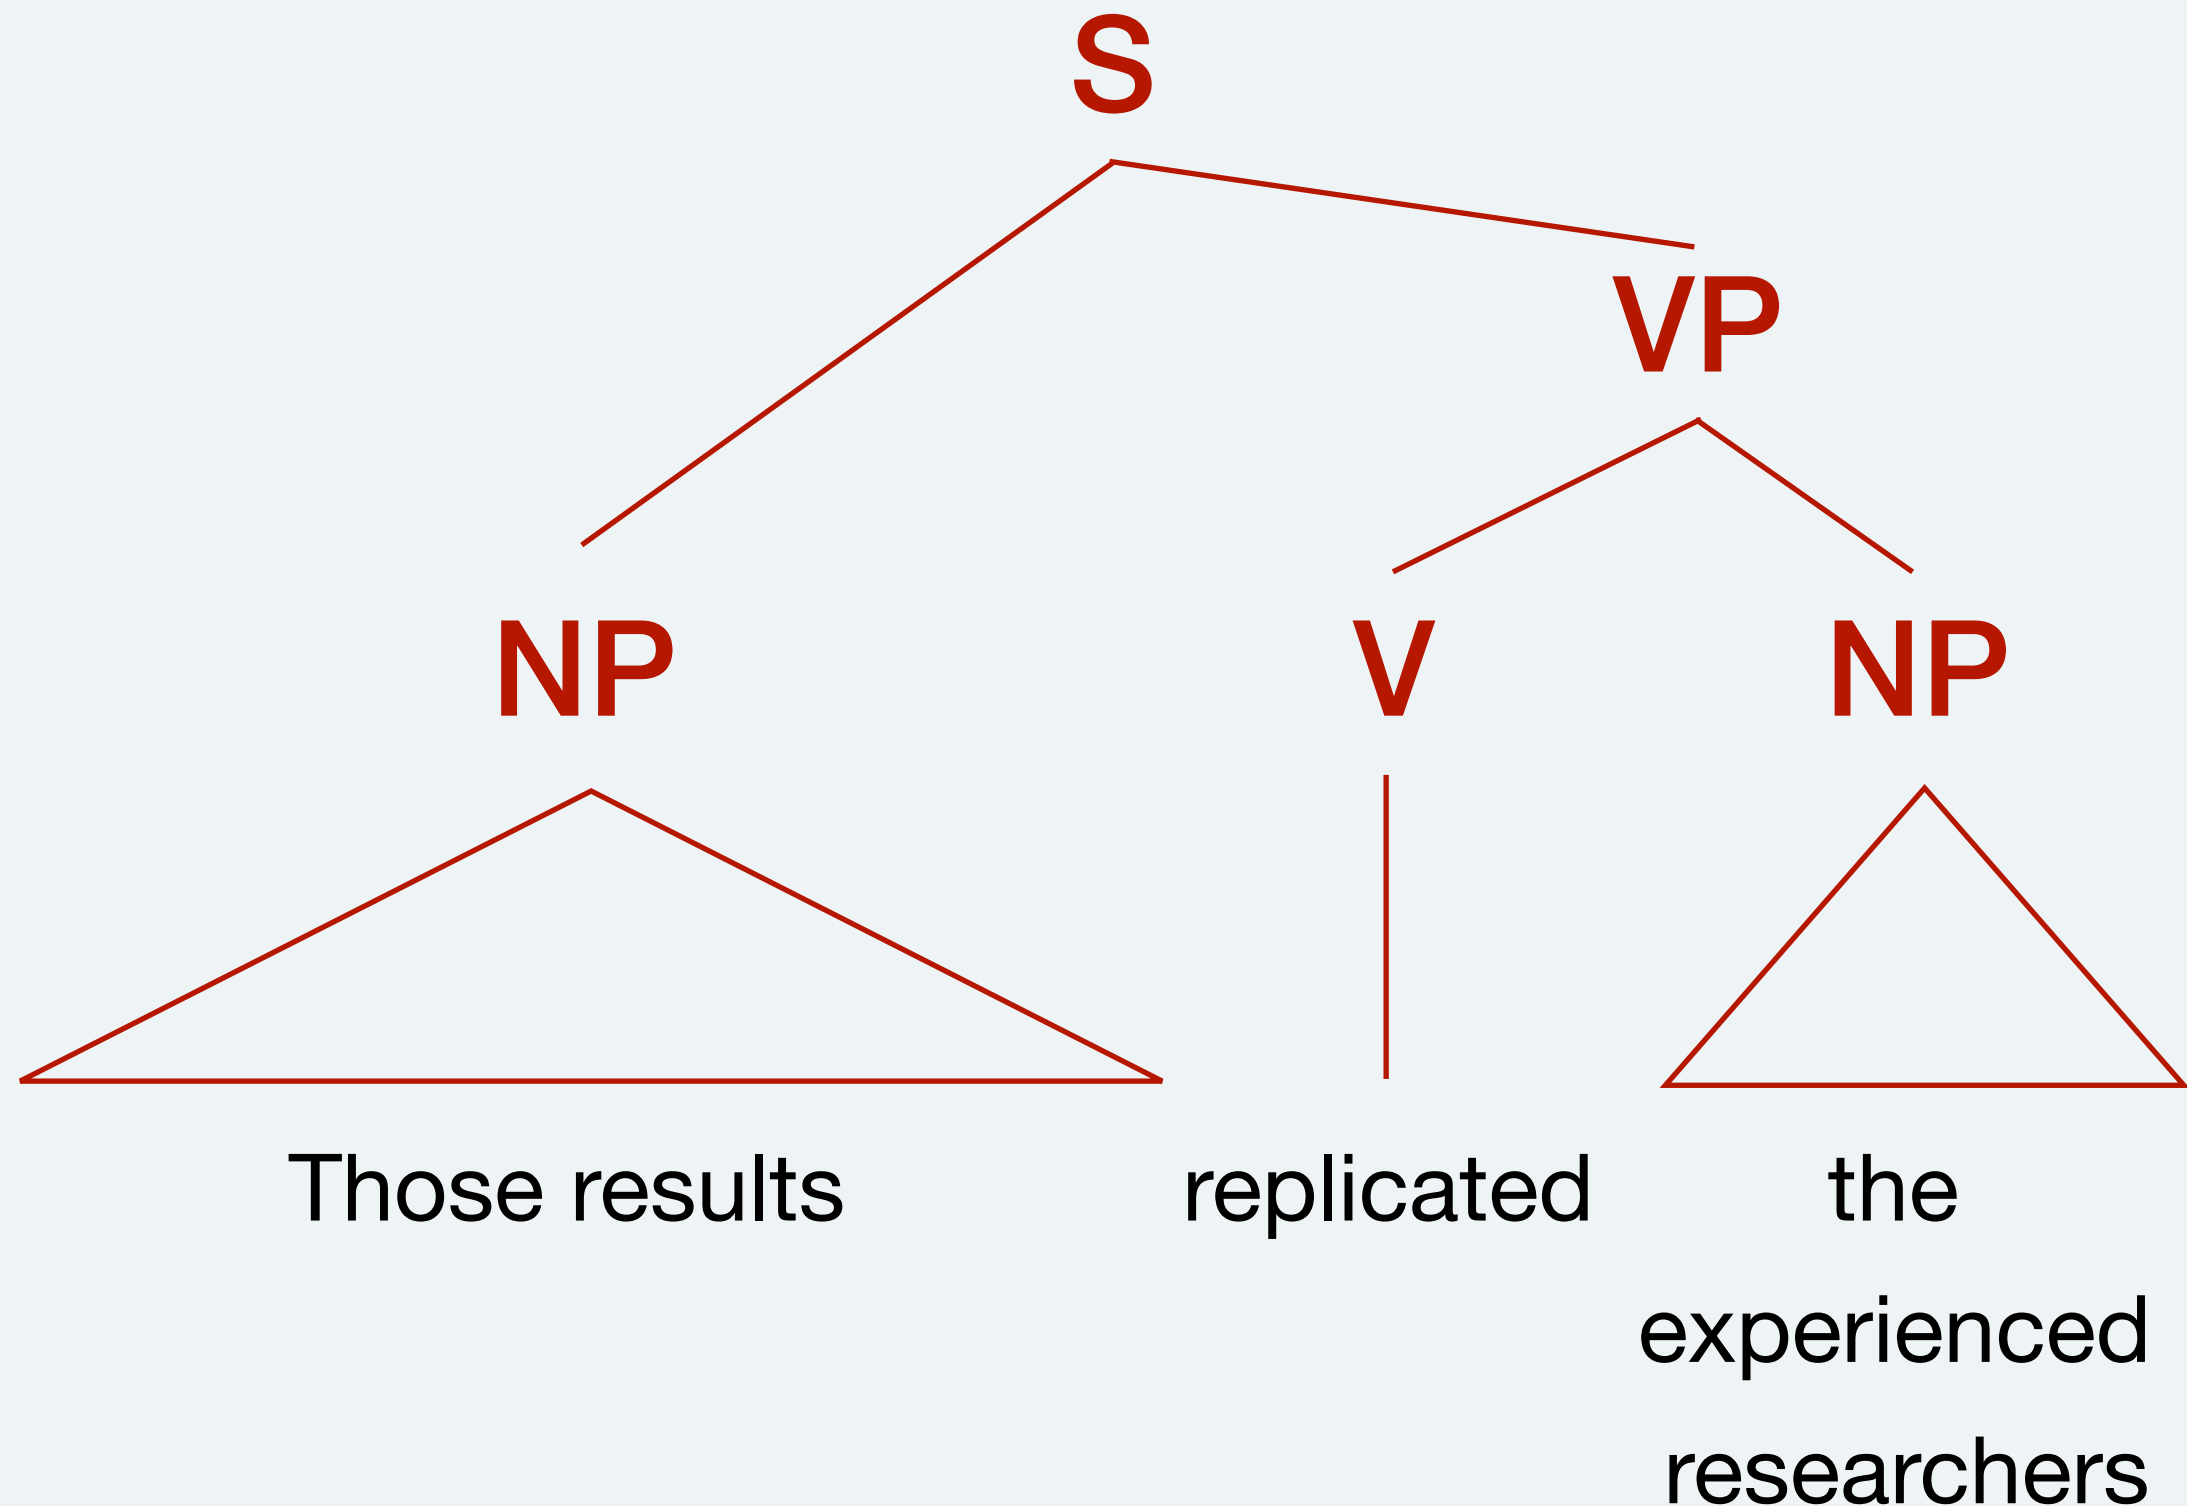 S
VP
NP V NP
Those results replicated the
experienced
researchers